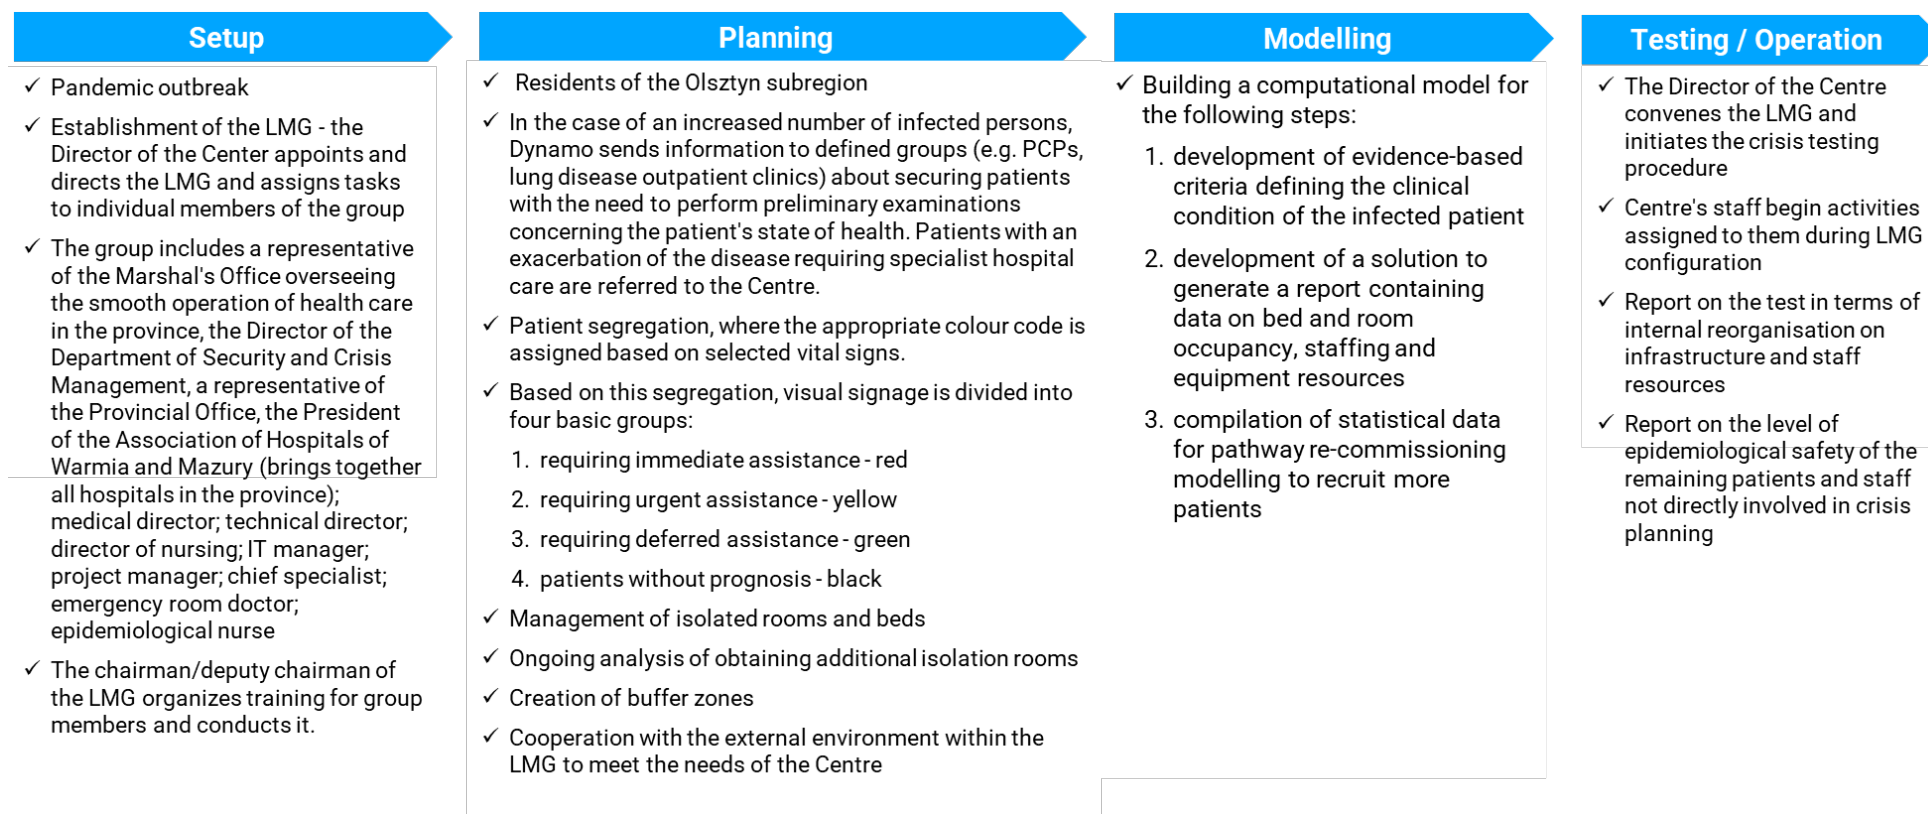 Setup
✓ Pandemic outbreak
✓ Establishment of the LMG - the
Director of the Center appoints and
directs the LMG and assigns tasks
to individual members of the group
✓ The group includes a representative
of the Marshal's Office overseeing
the smooth operation of health care
in the province, the Director of the
Department of Security and Crisis
Management, a representative of
the Provincial Office, the President
of the Association of Hospitals of
Warmia and Mazury (brings together
all hospitals in the province);
medical director; technical director;
director of nursing; IT manager;
project manager; chief specialist;
emergency room doctor;
epidemiological nurse
✓ The chairman/deputy chairman of
the LMG organizes training for group
members and conducts it.
Planning
✓ Residents of the Olsztyn subregion
✓ In the case of an increased number of infected persons,
Dynamo sends information to defined groups (e.g. PCPs,
lung disease outpatient clinics) about securing patients
with the need to perform preliminary examinations
concerning the patient's state of health. Patients with an
exacerbation of the disease requiring specialist hospital
care are referred to the Centre.
✓ Patient segregation, where the appropriate colour code is
assigned based on selected vital signs.
✓ Based on this segregation, visual signage is divided into
four basic groups:
1. requiring immediate assistance - red
2. requiring urgent assistance - yellow
3. requiring deferred assistance - green
4. patients without prognosis - black
✓ Management of isolated rooms and beds
✓ Ongoing analysis of obtaining additional isolation rooms
✓ Creation of buffer zones
✓ Cooperation with the external environment within the
LMG to meet the needs of the Centre
Modelling
✓ Building a computational model for
the following steps:
1. development of evidence-based
criteria defining the clinical
condition of the infected patient
2. development of a solution to
generate a report containing
data on bed and room
occupancy, staffing and
equipment resources
3. compilation of statistical data
for pathway re-commissioning
modelling to recruit more
patients
Testing / Operation
✓ The Director of the Centre
convenes the LMG and
initiates the crisis testing
procedure
✓ Centre's staff begin activities
assigned to them during LMG
configuration
✓ Report on the test in terms of
internal reorganisation on
infrastructure and staff
resources
✓ Report on the level of
epidemiological safety of the
remaining patients and staff
not directly involved in crisis
planning